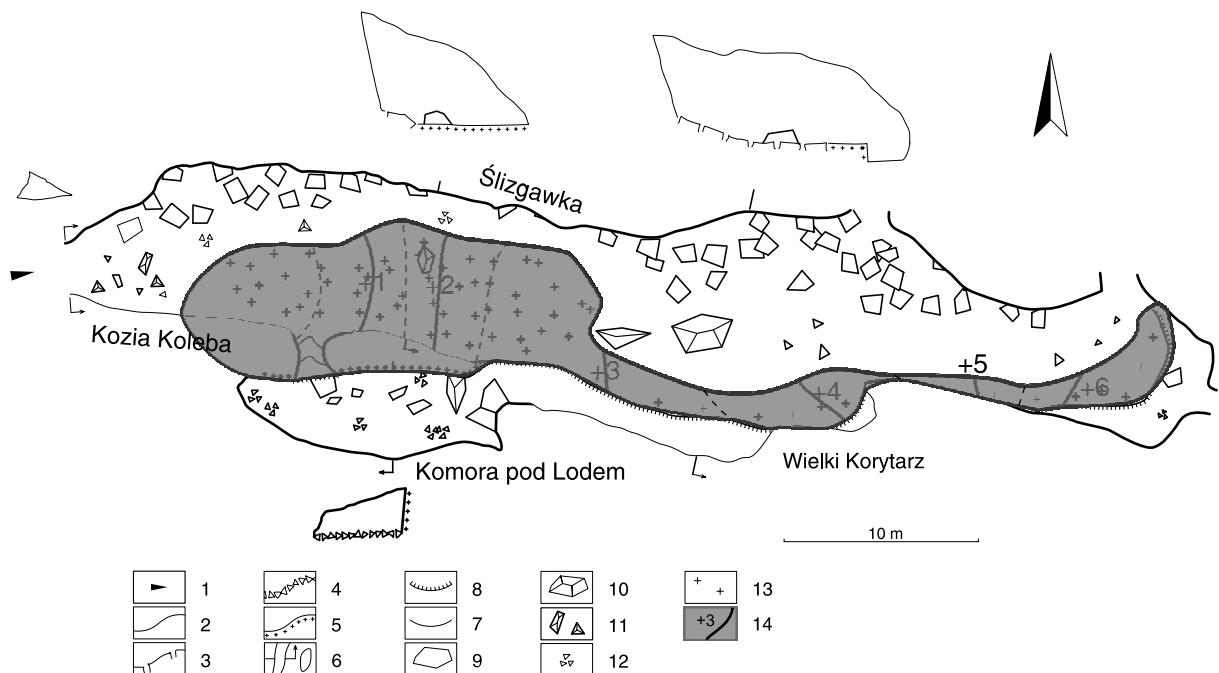 Ślizgawka
+1
+2
Kozia Koleba
+3
+5
+4
+6
Komora pod Lodem
Wielki Korytarz
10 m
1 4 8 10 13
2 5 7 11 +3 14
3 6 9 12